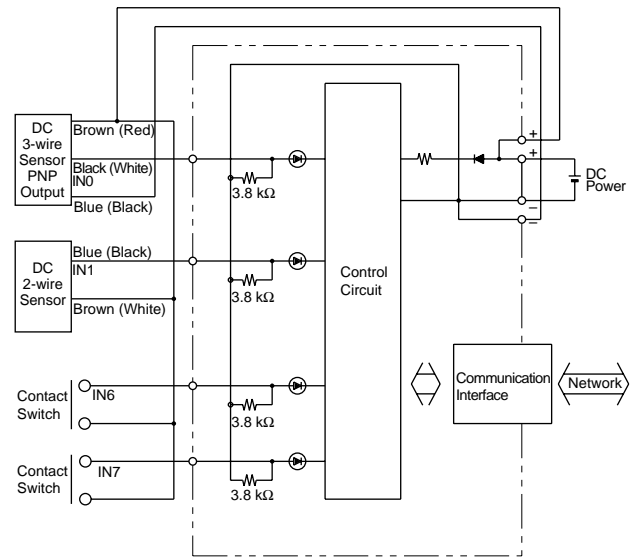 DC
3-wire
Sensor
PNP
Output
Brown (Red)
Black (White)
IN0
Blue (Black)
3.8 kΩ
DC
2-wire
Sensor
Blue (Black)
IN1
Brown (White)
3.8 kΩ
Contact
Switch
IN6
3.8 kΩ
Contact
Switch
IN7
3.8 kΩ
Control
Circuit
+
+
DC
Power
–
–
Communication
Interface
Network